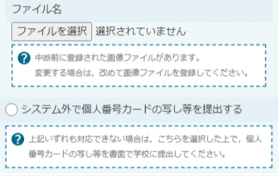 ファイル名
ファイルを選択 選択されていません
? 中断前に登録された画像ファイルがあります。
変更する場合は、改めて画像ファイルを登録してください。
システム外で個人番号カードの写し等を提出する
? 上記いずれも対応できない場合は、こちらを選択した上で、個人
番号カードの写し等を書面で学校に提出してください。